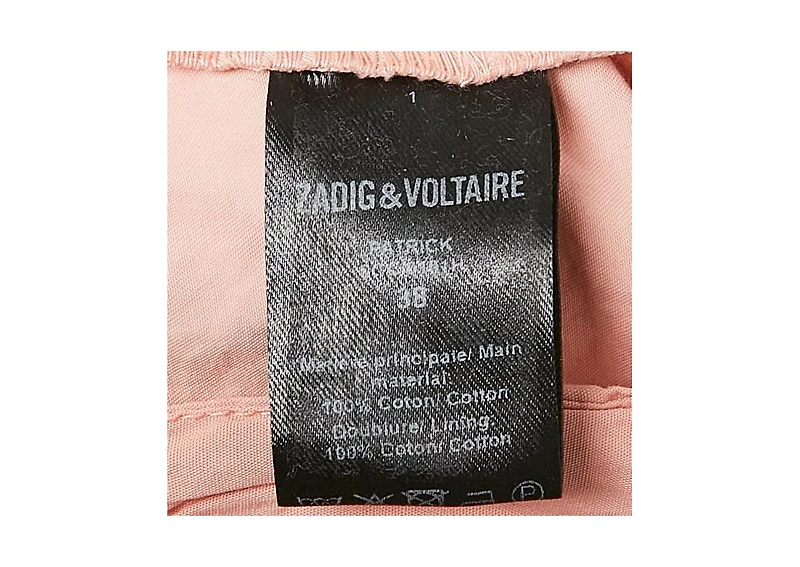 1
ZADIG&VOLTAIRE
PATRICK
38
Matière principale/ Main
material:
100% Coton/ Cotton
Doublure/ Lining:
100% Coton/ Cotton
P